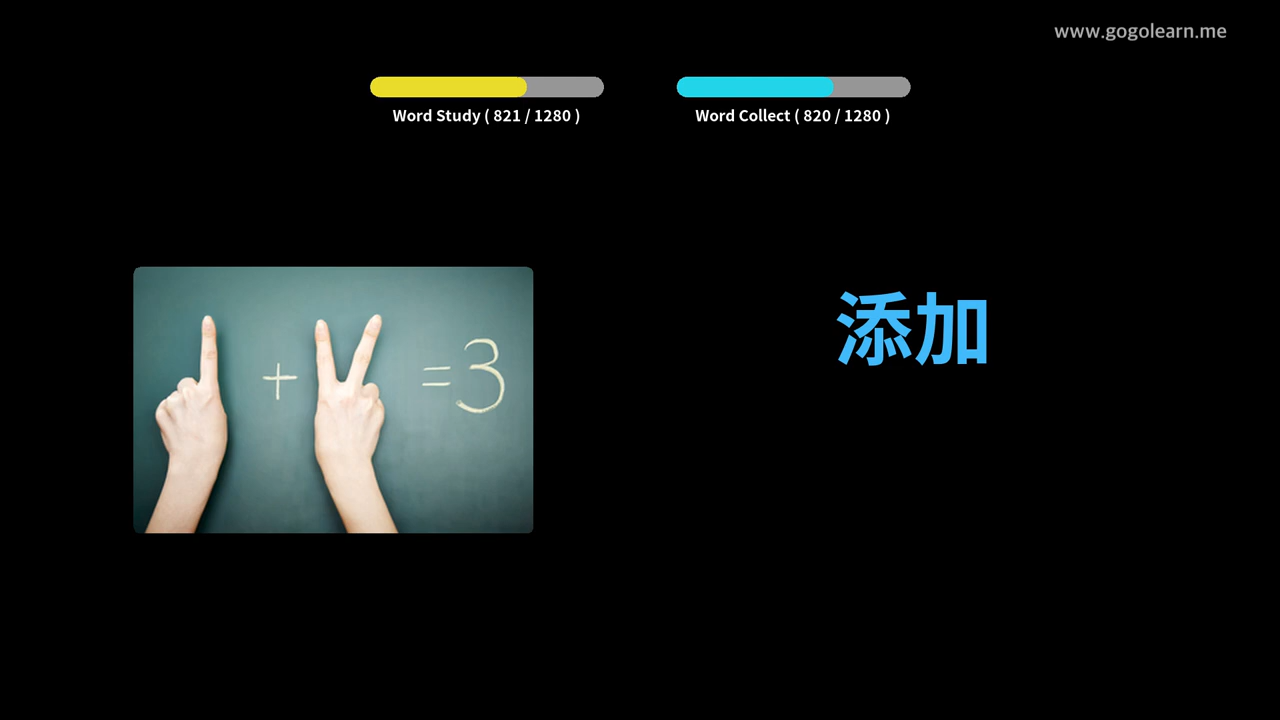 www.gogolearn.me
Word Study ( 821 / 1280 )
Word Collect ( 820 / 1280 )
添加
+ =3